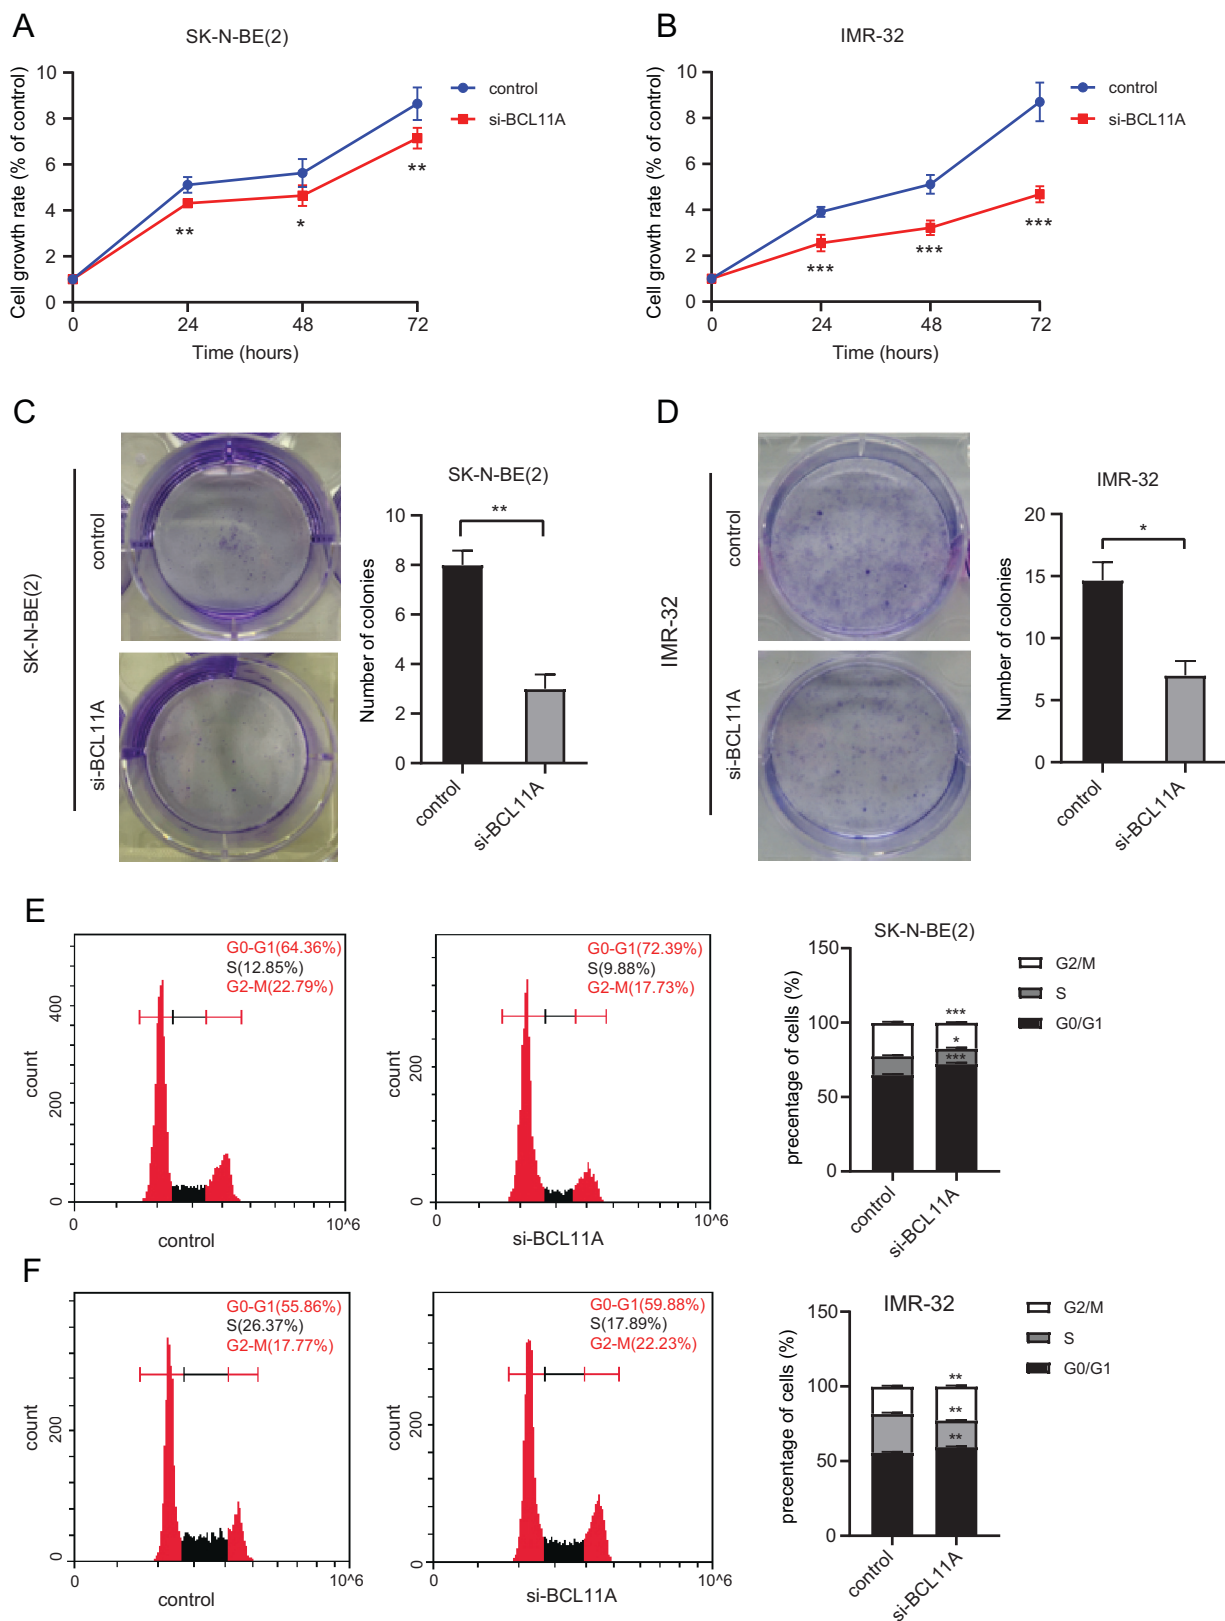 A
SK-N-BE(2)
Cell growth rate (% of control)
10
8
6
4
2
0
0
24
48
72
Time (hours)
control
si-BCL11A
**
*
**
B
IMR-32
Cell growth rate (% of control)
10
8
6
4
2
0
0
24
48
72
Time (hours)
control
si-BCL11A
***
***
***
C
SK-N-BE(2)
control
si-BCL11A
SK-N-BE(2)
Number of colonies
10
8
6
4
2
0
**
control
si-BCL11A
D
IMR-32
control
si-BCL11A
IMR-32
Number of colonies
20
15
10
5
0
*
control
si-BCL11A
E
G0-G1(64.36%)
S(12.85%)
G2-M(22.79%)
count
400
200
0
0
10^6
control
G0-G1(72.39%)
S(9.88%)
G2-M(17.73%)
count
200
0
0
10^6
si-BCL11A
SK-N-BE(2)
precentage of cells (%)
150
100
50
0
***
*
***
control
si-BCL11A
G2/M
S
G0/G1
F
G0-G1(55.86%)
S(26.37%)
G2-M(17.77%)
count
200
0
0
10^6
control
G0-G1(59.88%)
S(17.89%)
G2-M(22.23%)
count
200
0
0
10^6
si-BCL11A
IMR-32
precentage of cells (%)
150
100
50
0
**
**
**
control
si-BCL11A
G2/M
S
G0/G1